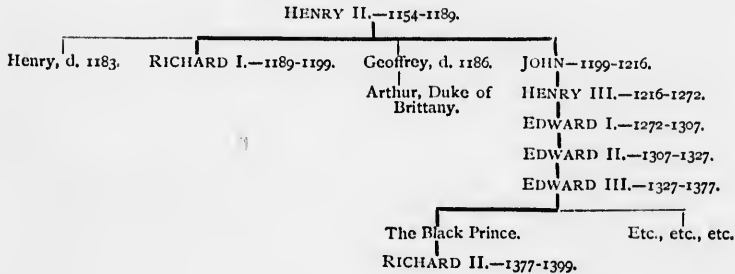 HENRY II.—1154-1189.
Henry, d. 1183. RICHARD I.—1189-1199. Geoffrey, d. 1186. JOHN—1199-1216.
Arthur, Duke of Brittany. HENRY III.—1216-1272.
EDWARD I.—1272-1307.
EDWARD II.—1307-1327.
EDWARD III.—1327-1377.
The Black Prince. Etc., etc., etc.
RICHARD II.—1377-1399.